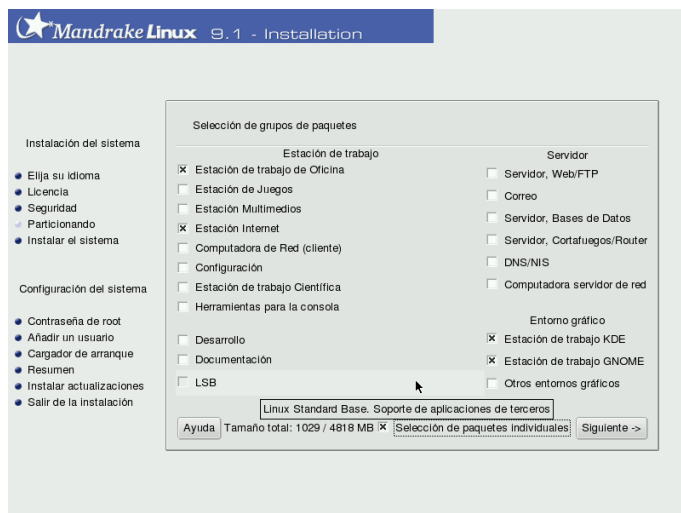 Mandrake Linux 9.1 - Installation
Instalación del sistema
Elija su idioma
Licencia
Seguridad
Particionando
Instalar el sistema
Configuración del sistema
Contraseña de root
Añadir un usuario
Cargador de arranque
Resumen
Instalar actualizaciones
Salir de la instalación
Selección de grupos de paquetes
Estación de trabajo
Estación de trabajo de Oficina
Estación de Juegos
Estación Multimedios
Estación Internet
Computadora de Red (cliente)
Configuración
Estación de trabajo Científica
Herramientas para la consola
Desarrollo
Documentación
LSB
Servidor
Servidor, Web/FTP
Correo
Servidor, Bases de Datos
Servidor, Cortafuegos/Router
DNS/NIS
Computadora servidor de red
Entorno gráfico
Estación de trabajo KDE
Estación de trabajo GNOME
Otros entornos gráficos
Linux Standard Base. Soporte de aplicaciones de terceros
Ayuda Tamaño total: 1029 / 4818 MB Selección de paquetes individuales Siguiente ->